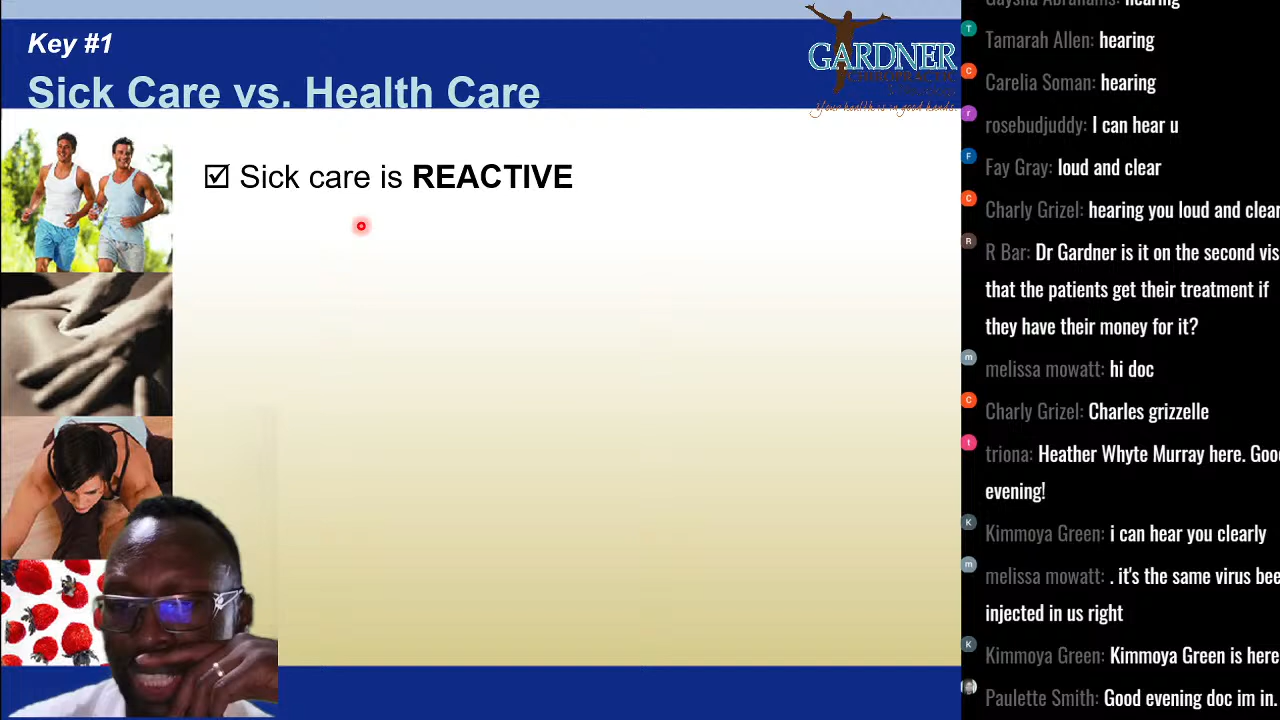 Key #1
Sick Care vs. Health Care
GARDNER
CHIROPRACTIC
Your health is in good hands.
Sick care is REACTIVE
hearing
Tamarah Allen: hearing
Carelia Soman: hearing
rosebudjuddy: I can hear u
Fay Gray: loud and clear
Charly Grizel: hearing you loud and clear
R Bar: Dr Gardner is it on the second vis
that the patients get their treatment if
they have their money for it?
melissa mowatt: hi doc
Charly Grizel: Charles grizzelle
triona: Heather Whyte Murray here. Goo
evening!
Kimmoya Green: i can hear you clearly
melissa mowatt: . it's the same virus bee
injected in us right
Kimmoya Green: Kimmoya Green is here
Paulette Smith: Good evening doc im in.